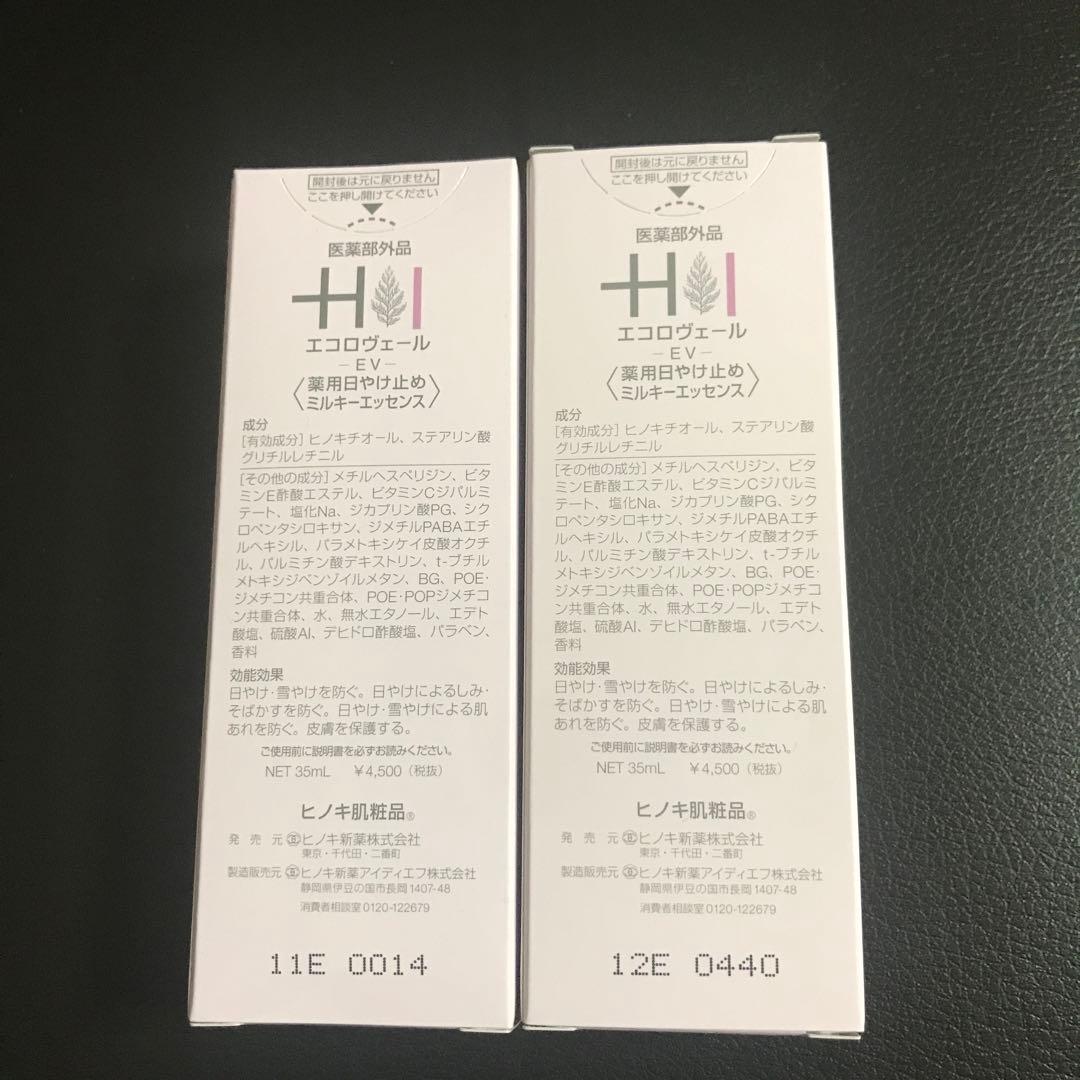 開封後は元に戻りません
ここを押し開けてください
医薬部外品
HI
エコロヴェール
-EV-
〈薬用日やけ止め
ミルキーエッセンス〉
成分
[有効成分] ヒノキチオール、ステアリン酸
グリチルレチニル
[その他の成分] メチルヘスペリジン、ビタ
ミンE酢酸エステル、ビタミンCジパルミ
テート、塩化Na、ジカプリン酸PG、シク
ロペンタシロキサン、ジメチルPABAエチ
ルヘキシル、パラメトキシケイ皮酸オクチ
ル、パルミチン酸デキストリン、t-ブチル
メトキシジベンゾイルメタン、BG、POE・
ジメチコン共重合体、POE・POPジメチコ
ン共重合体、水、無水エタノール、エデト
酸塩、硫酸Al、デヒドロ酢酸塩、パラベン、
香料
効能効果
日やけ・雪やけを防ぐ。日やけによるしみ・
そばかすを防ぐ。日やけ・雪やけによる肌
あれを防ぐ。皮膚を保護する。
ご使用前に説明書を必ずお読みください。
NET 35mL ¥4,500（税抜）
ヒノキ肌粧品®
発売元 ヒノキ新薬株式会社
東京・千代田・二番町
製造販売元 ヒノキ新薬アイディエフ株式会社
静岡県伊豆の国市長岡1407-48
消費者相談室 0120-122679
11E 0014
開封後は元に戻りません
ここを押し開けてください
医薬部外品
HI
エコロヴェール
-EV-
〈薬用日やけ止め
ミルキーエッセンス〉
成分
[有効成分] ヒノキチオール、ステアリン酸
グリチルレチニル
[その他の成分] メチルヘスペリジン、ビタ
ミンE酢酸エステル、ビタミンCジパルミ
テート、塩化Na、ジカプリン酸PG、シク
ロペンタシロキサン、ジメチルPABAエチ
ルヘキシル、パラメトキシケイ皮酸オクチ
ル、パルミチン酸デキストリン、t-ブチル
メトキシジベンゾイルメタン、BG、POE・
ジメチコン共重合体、POE・POPジメチコ
ン共重合体、水、無水エタノール、エデト
酸塩、硫酸Al、デヒドロ酢酸塩、パラベン、
香料
効能効果
日やけ・雪やけを防ぐ。日やけによるしみ・
そばかすを防ぐ。日やけ・雪やけによる肌
あれを防ぐ。皮膚を保護する。
ご使用前に説明書を必ずお読みください。
NET 35mL ¥4,500（税抜）
ヒノキ肌粧品®
発売元 ヒノキ新薬株式会社
東京・千代田・二番町
製造販売元 ヒノキ新薬アイディエフ株式会社
静岡県伊豆の国市長岡1407-48
消費者相談室 0120-122679
12E 0440